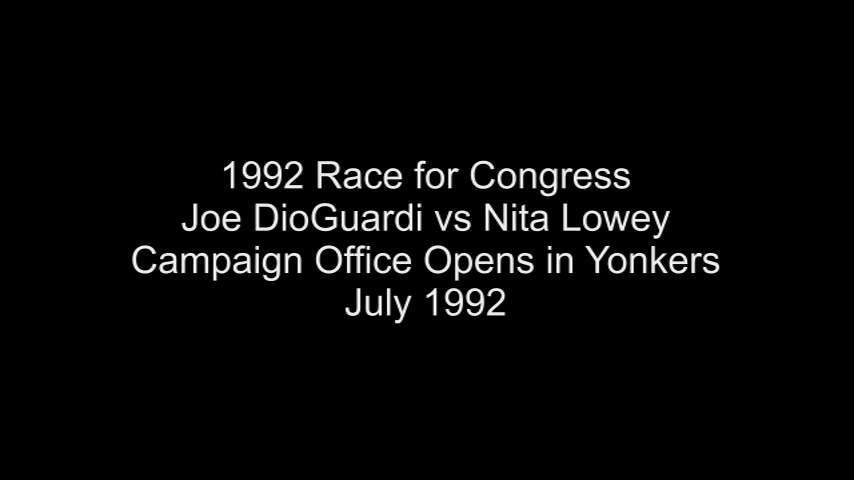 1992 Race for Congress
Joe DioGuardi vs Nita Lowey
Campaign Office Opens in Yonkers
July 1992